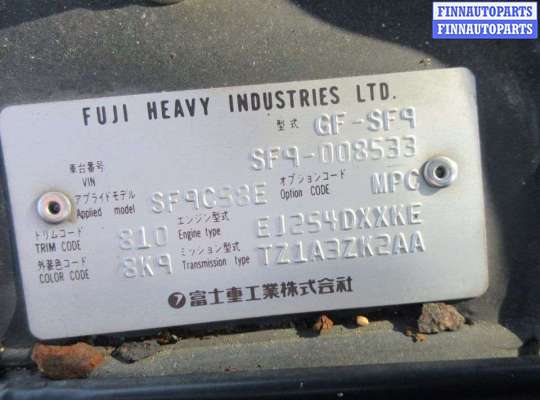 FINNAUTOPARTS
FINNAUTOPARTS
FUJI HEAVY INDUSTRIES LTD.
型式 GF-SF9
車台番号 VIN SF9-008533
アプライドモデル Applied model SF9C58E オプションコード Option CODE MPC
トリムコード TRIM CODE 810 エンジン型式 Engine type EJ254DXXKE
外装色コード COLOR CODE 8K9 ミッション型式 Transmission type TZ1A3ZK2AA
7 富士重工業株式会社